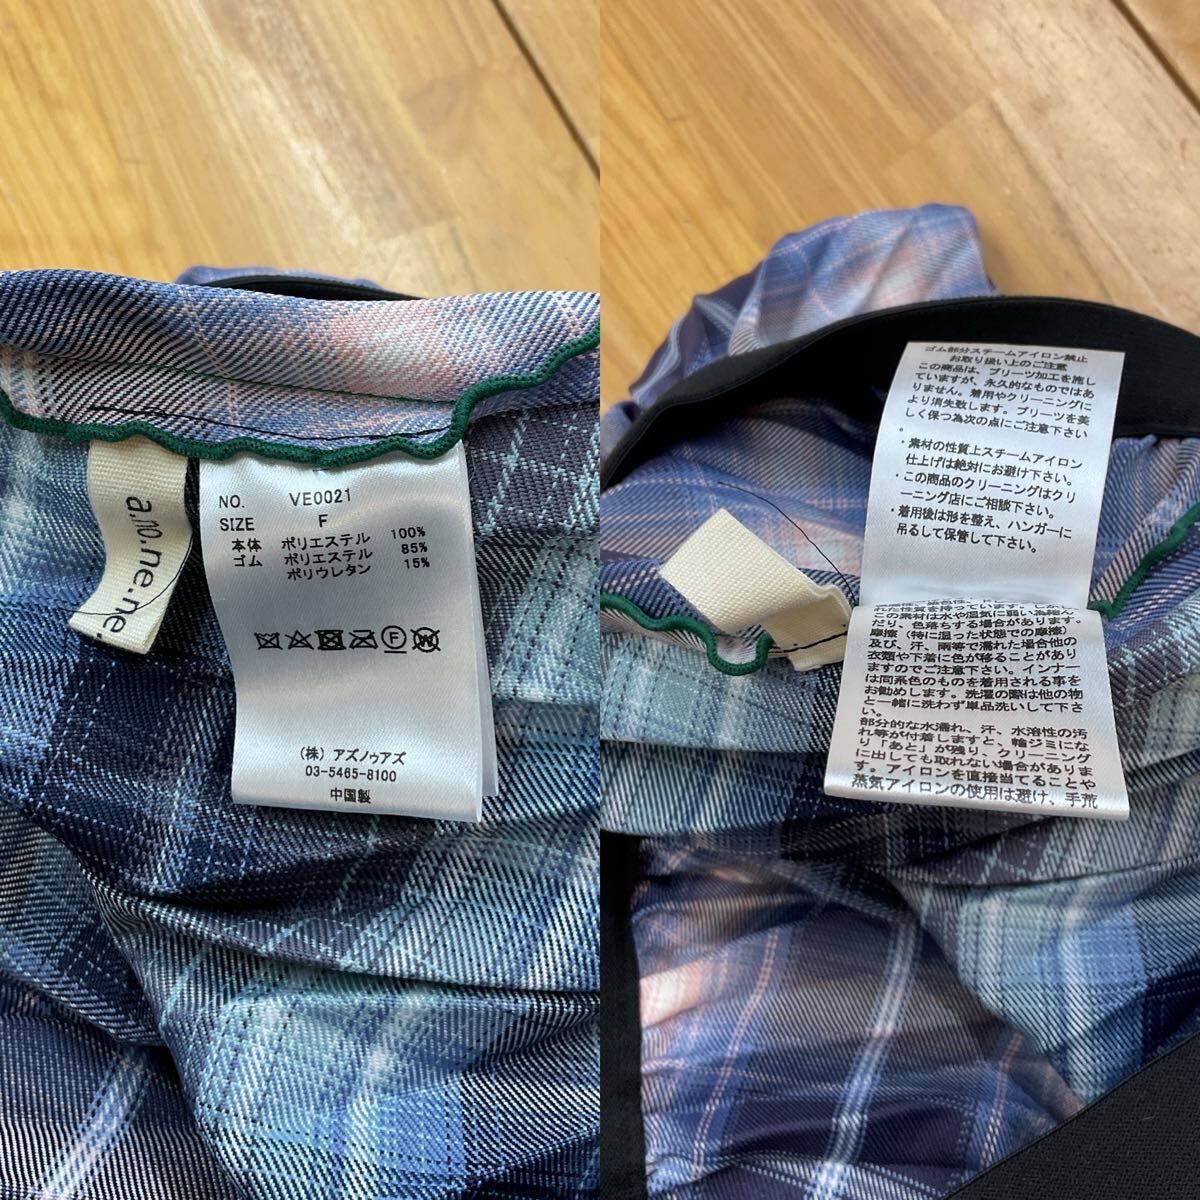 a.no.ne.ne.
NO. VE0021
SIZE F
本体 ポリエステル 100%
ゴム ポリエステル 85%
ポリウレタン 15%
F
W
(株) アズノゥアズ
03-5465-8100
中国製
ゴム部分スチームアイロン禁止
お取り扱い上のご注意
この商品は、プリーツ加工を施し
ていますが、永久的なものではあ
りません。着用やクリーニングに
より消失致します。プリーツを美
しく保つ為次の点にご注意下さい
。
・素材の性質上スチームアイロン
仕上げは絶対にお避け下さい。
・この商品のクリーニングはクリ
ーニング店にご相談下さい。
・着用後は形を整え、ハンガーに
吊るして保管して下さい。
れた性質を持っています。しかし
この素材は水や湿気に弱い為絡ん
だり、色落ちする場合があります。
摩擦(特に湿った状態での摩擦)
及び、汗、雨等で濡れた場合他の
衣類や下着に色が移ることがあり
ますのでご注意下さい。インナー
は同系色のものを着用される事を
お勧めします。洗濯の際は他の物
と一緒に洗わず単品洗いして下さ
い。
部分的な水濡れ、汗、水溶性の汚
れ等が付着しますと、輪ジミにな
り「あと」が残り、クリーニング
に出しても取れない場合がありま
す。アイロンを直接当てることや
蒸気アイロンの使用は避け、手荒